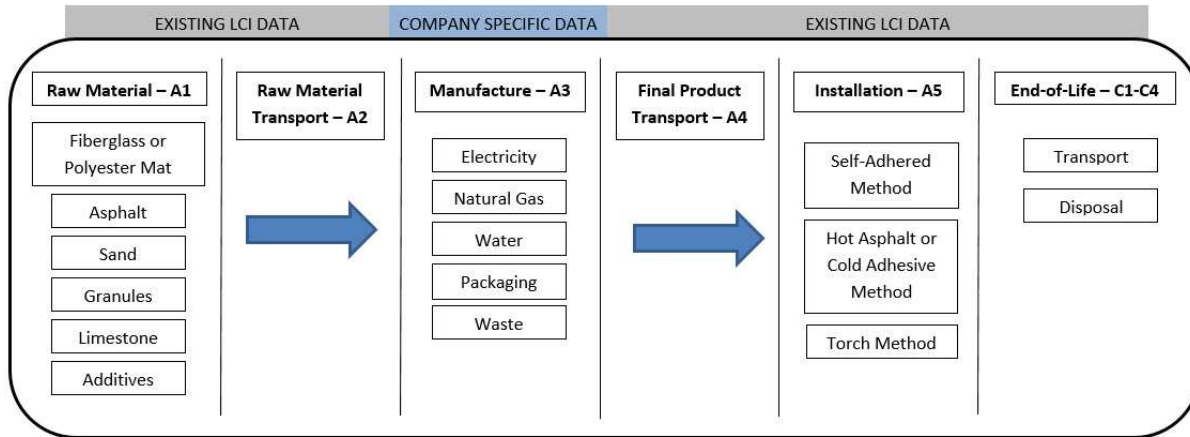 EXISTING LCI DATA
COMPANY SPECIFIC DATA
EXISTING LCI DATA
Raw Material – A1
Fiberglass or
Polyester Mat
Asphalt
Sand
Granules
Limestone
Additives
Raw Material
Transport – A2
Manufacture – A3
Electricity
Natural Gas
Water
Packaging
Waste
Final Product
Transport – A4
Installation – A5
Self-Adhered
Method
Hot Asphalt or
Cold Adhesive
Method
Torch Method
End-of-Life – C1-C4
Transport
Disposal